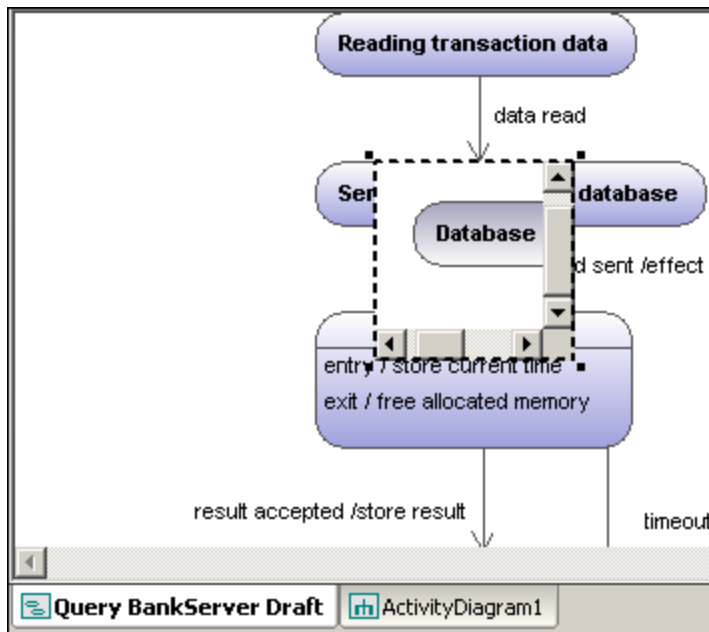 Reading transaction data
data read
Ser
database
Database
d sent /effect
entry / store current time
exit / free allocated memory
result accepted /store result
timeout
Query BankServer Draft
ActivityDiagram1